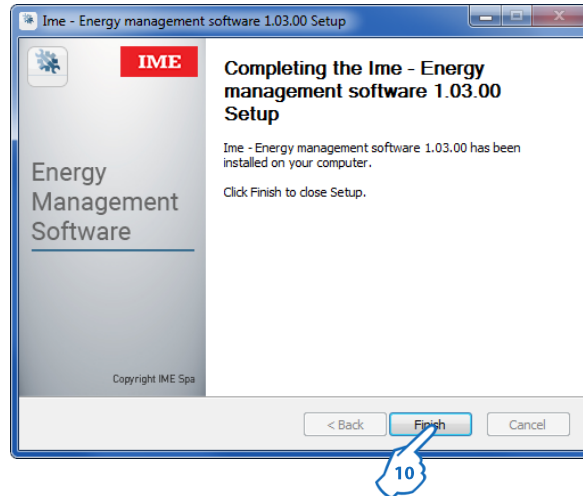 Ime - Energy management software 1.03.00 Setup
IME
Completing the Ime - Energy
management software 1.03.00
Setup
Ime - Energy management software 1.03.00 has been
installed on your computer.
Click Finish to close Setup.
Energy
Management
Software
Copyright IME Spa
< Back
Finish
Cancel
10